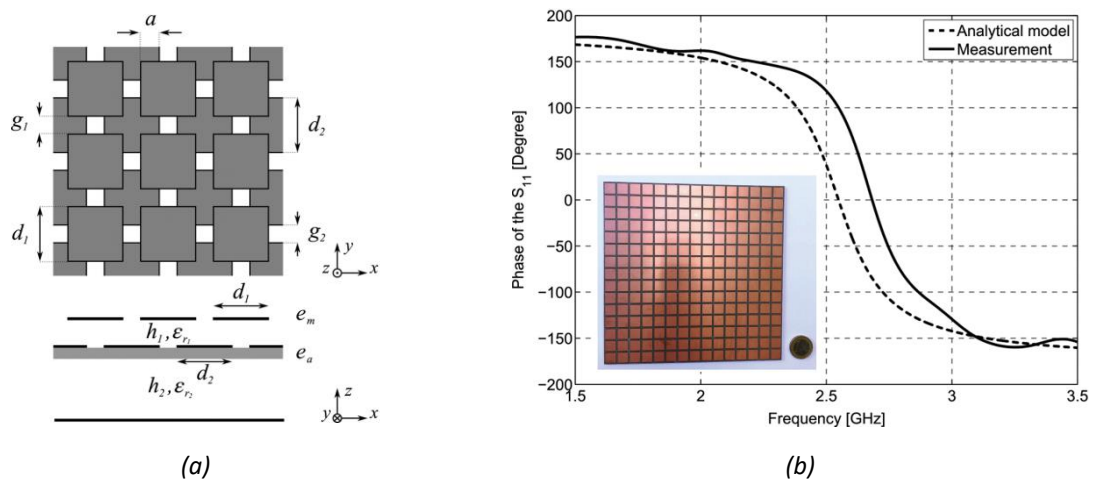 a
g₁
d₂
d₁
g₂
y
z
x
d₁
eₘ
h₁,εᵣ₁
eₐ
d₂
h₂,εᵣ₂
z
y
x
(a)
200
150
100
50
0
−50
−100
−150
−200
1.5
2
2.5
3
3.5
Phase of the S₁₁ [Degree]
Frequency [GHz]
Analytical model
Measurement
(b)